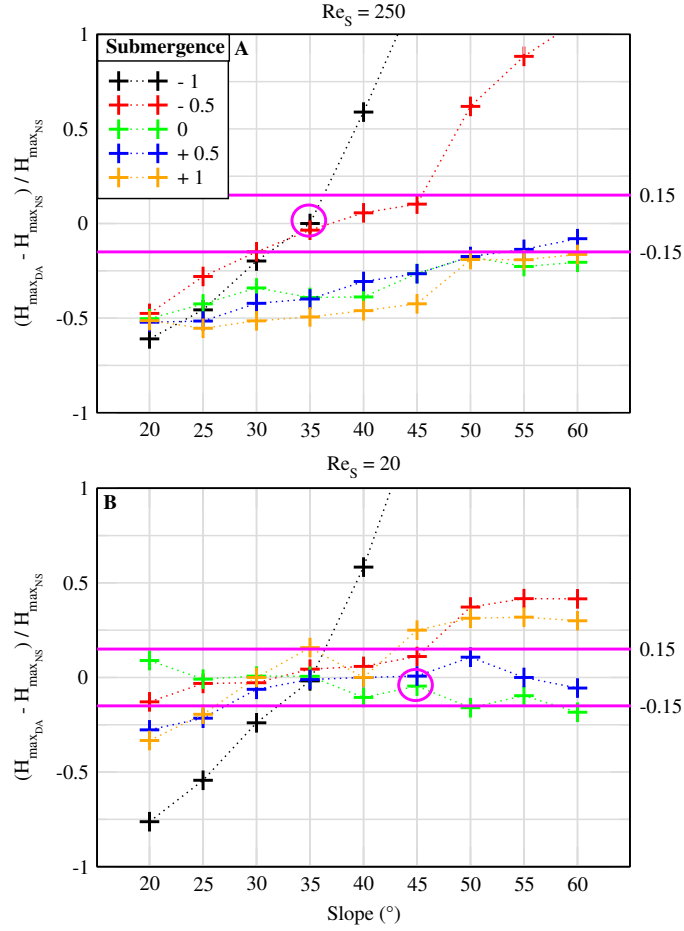 Re_S = 250
A
Submergence
- 1
- 0.5
0
+ 0.5
+ 1
1
0.5
0
-0.5
-1
0.15
-0.15
(H_max_DA - H_max_NS) / H_max_NS
20 25 30 35 40 45 50 55 60
Re_S = 20
B
1
0.5
0
-0.5
-1
0.15
-0.15
(H_max_DA - H_max_NS) / H_max_NS
20 25 30 35 40 45 50 55 60
Slope (°)